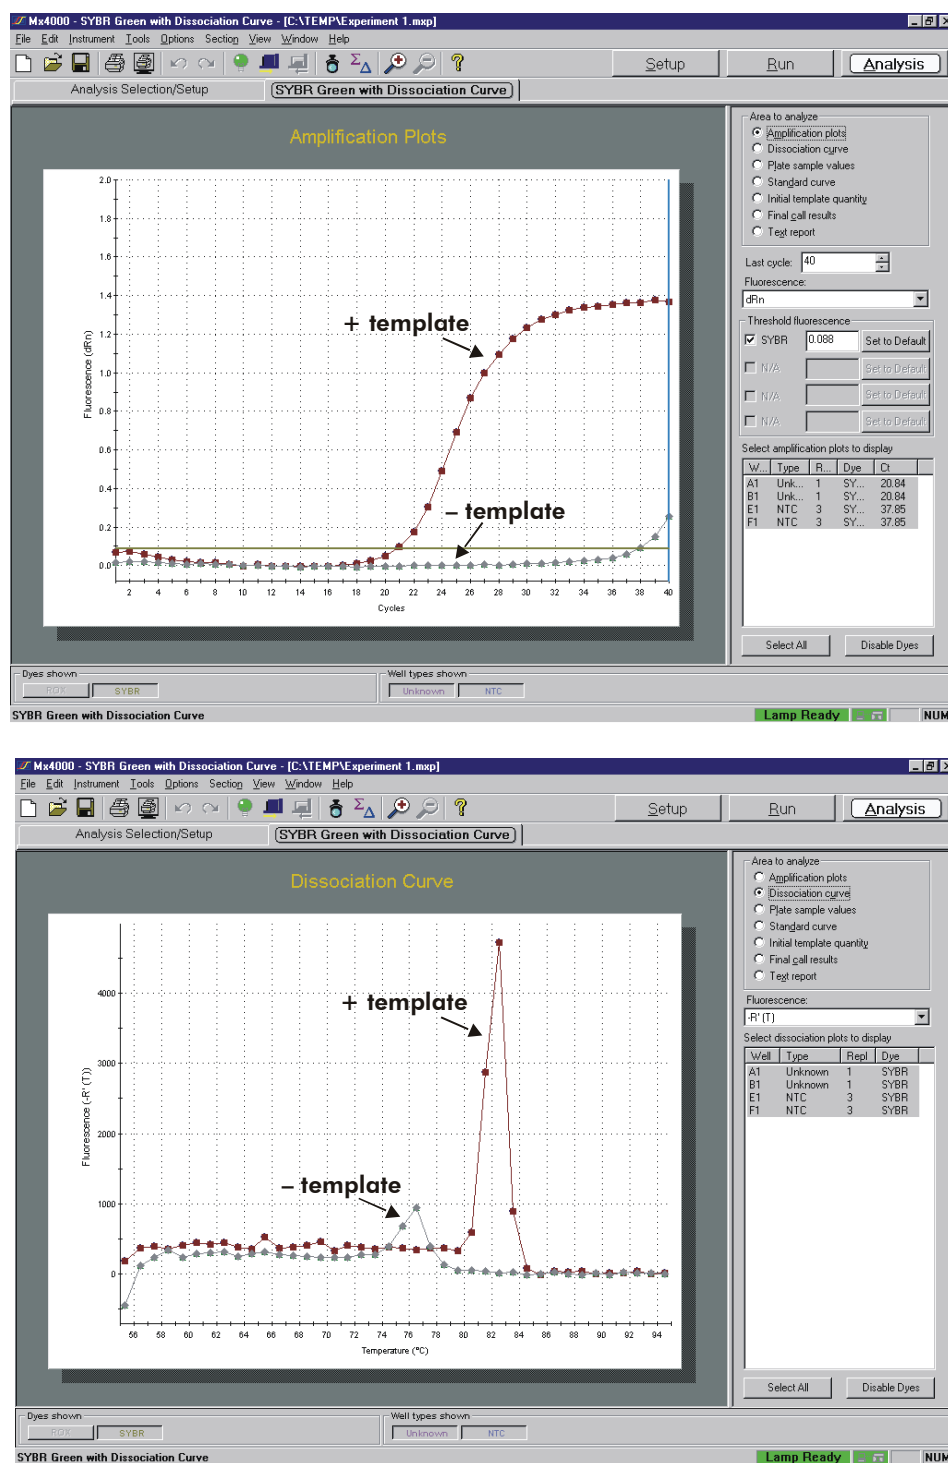 Mx4000 - SYBR Green with Dissociation Curve - [C:\TEMP\Experiment 1.mxp]
File Edit Instrument Tools Options Section View Window Help
Setup Run Analysis
Analysis Selection/Setup SYBR Green with Dissociation Curve
Amplification Plots
2.0
1.8
1.6
1.4
1.2
1.0
0.8
0.6
0.4
0.2
0.0
Fluorescence (dRn)
+ template
– template
2 4 6 8 10 12 14 16 18 20 22 24 26 28 30 32 34 36 38 40
Cycles
Area to analyze
Amplification plots
Dissociation curve
Plate sample values
Standard curve
Initial template quantity
Final call results
Text report
Last cycle: 40
Fluorescence:
dRn
Threshold fluorescence
SYBR 0.088 Set to Default
N/A Set to Default
N/A Set to Default
N/A Set to Default
Select amplification plots to display
W... Type R... Dye Ct
A1 Unk... 1 SY... 20.84
B1 Unk... 1 SY... 20.84
E1 NTC 3 SY... 37.85
F1 NTC 3 SY... 37.85
Select All Disable Dyes
Dyes shown
ROX SYBR
Well types shown
Unknown NTC
SYBR Green with Dissociation Curve
Lamp Ready NUM
Mx4000 - SYBR Green with Dissociation Curve - [C:\TEMP\Experiment 1.mxp]
File Edit Instrument Tools Options Section View Window Help
Setup Run Analysis
Analysis Selection/Setup SYBR Green with Dissociation Curve
Dissociation Curve
4000
3000
2000
1000
0
Fluorescence (-R' (T))
+ template
– template
56 58 60 62 64 66 68 70 72 74 76 78 80 82 84 86 88 90 92 94
Temperature (°C)
Area to analyze
Amplification plots
Dissociation curve
Plate sample values
Standard curve
Initial template quantity
Final call results
Text report
Fluorescence:
-R' (T)
Select dissociation plots to display
Well Type Repl Dye
A1 Unknown 1 SYBR
B1 Unknown 1 SYBR
E1 NTC 3 SYBR
F1 NTC 3 SYBR
Select All Disable Dyes
Dyes shown
ROX SYBR
Well types shown
Unknown NTC
SYBR Green with Dissociation Curve
Lamp Ready NUM